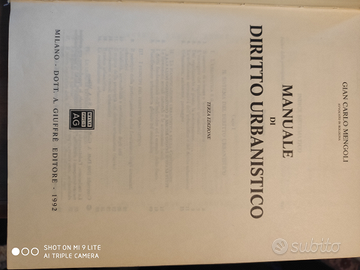 GIAN CARLO MENGOLI
MANUALE
DI
DIRITTO URBANISTICO
TERZA EDIZIONE
AG
MILANO - DOTT. A. GIUFFRÈ EDITORE - 1992
SHOT ON MI 9 LITE
AI TRIPLE CAMERA
subito